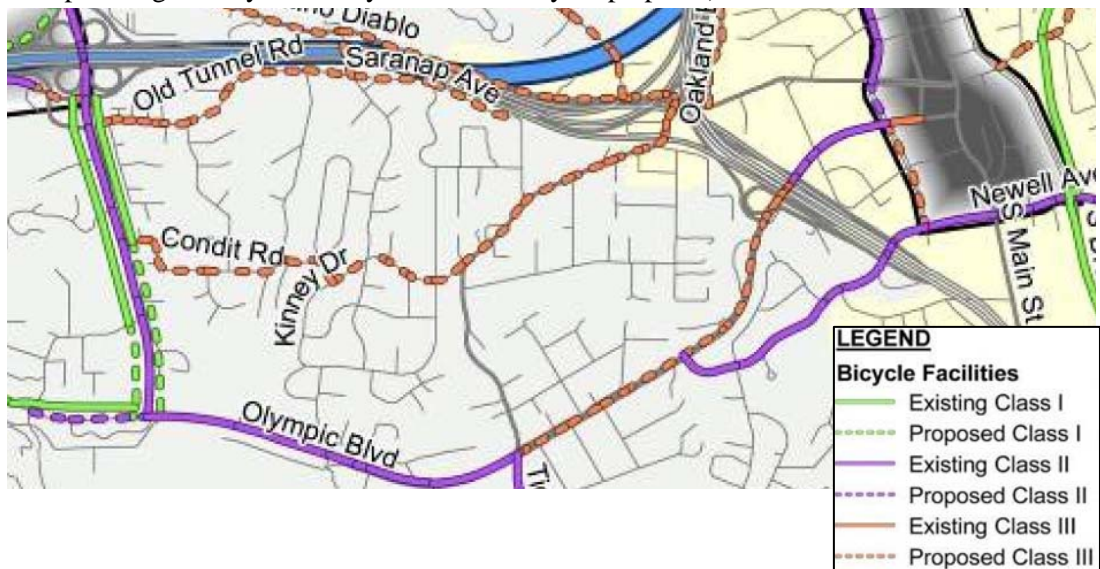 Diablo
Old Tunnel Rd
Saranap Ave
Oakland
Newell Ave
S Main St
Condit Rd
Kinney Dr
Olympic Blvd
LEGEND
Bicycle Facilities
Existing Class I
Proposed Class I
Existing Class II
Proposed Class II
Existing Class III
Proposed Class III